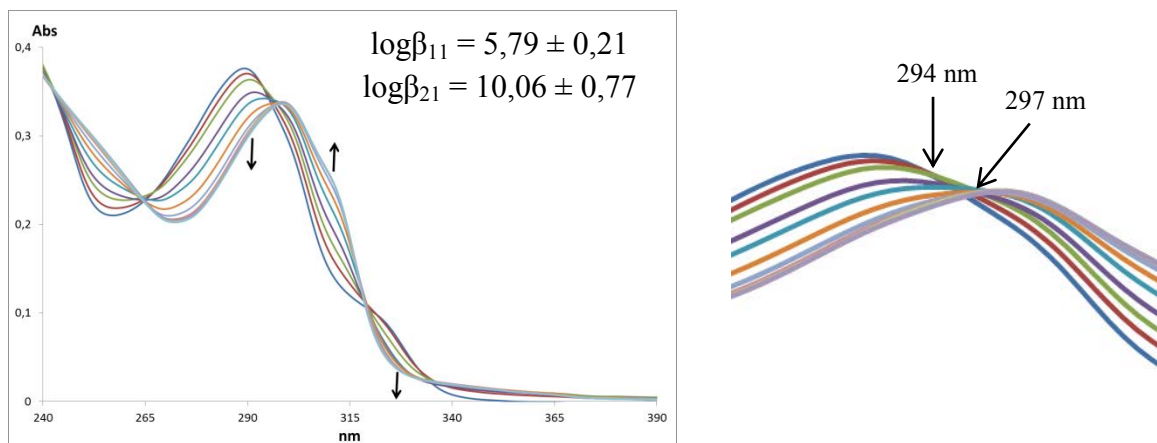 Abs
logβ₁₁ = 5,79 ± 0,21
logβ₂₁ = 10,06 ± 0,77
0,4
0,3
0,2
0,1
0
240 265 290 315 340 365 390
nm
294 nm
297 nm